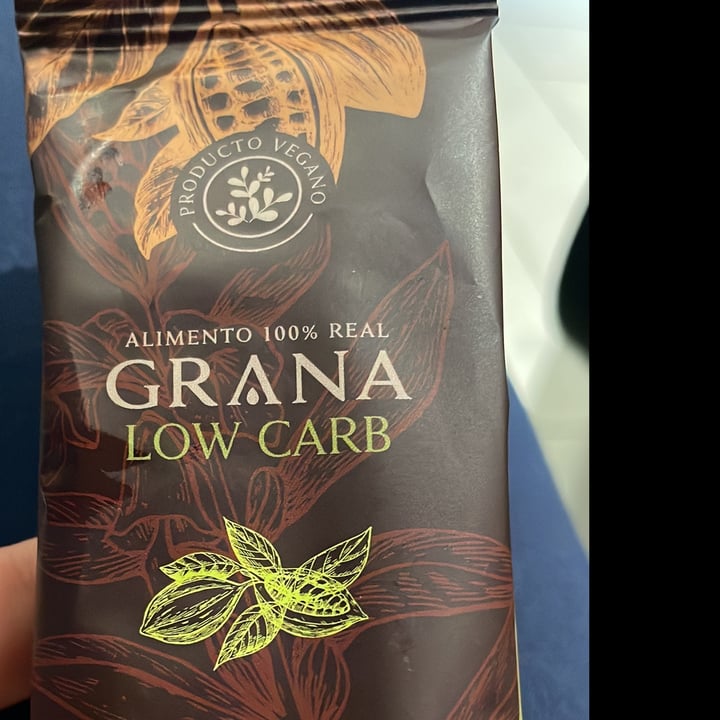 PRODUCTO VEGANO
ALIMENTO 100% REAL
GRANA
LOW CARB